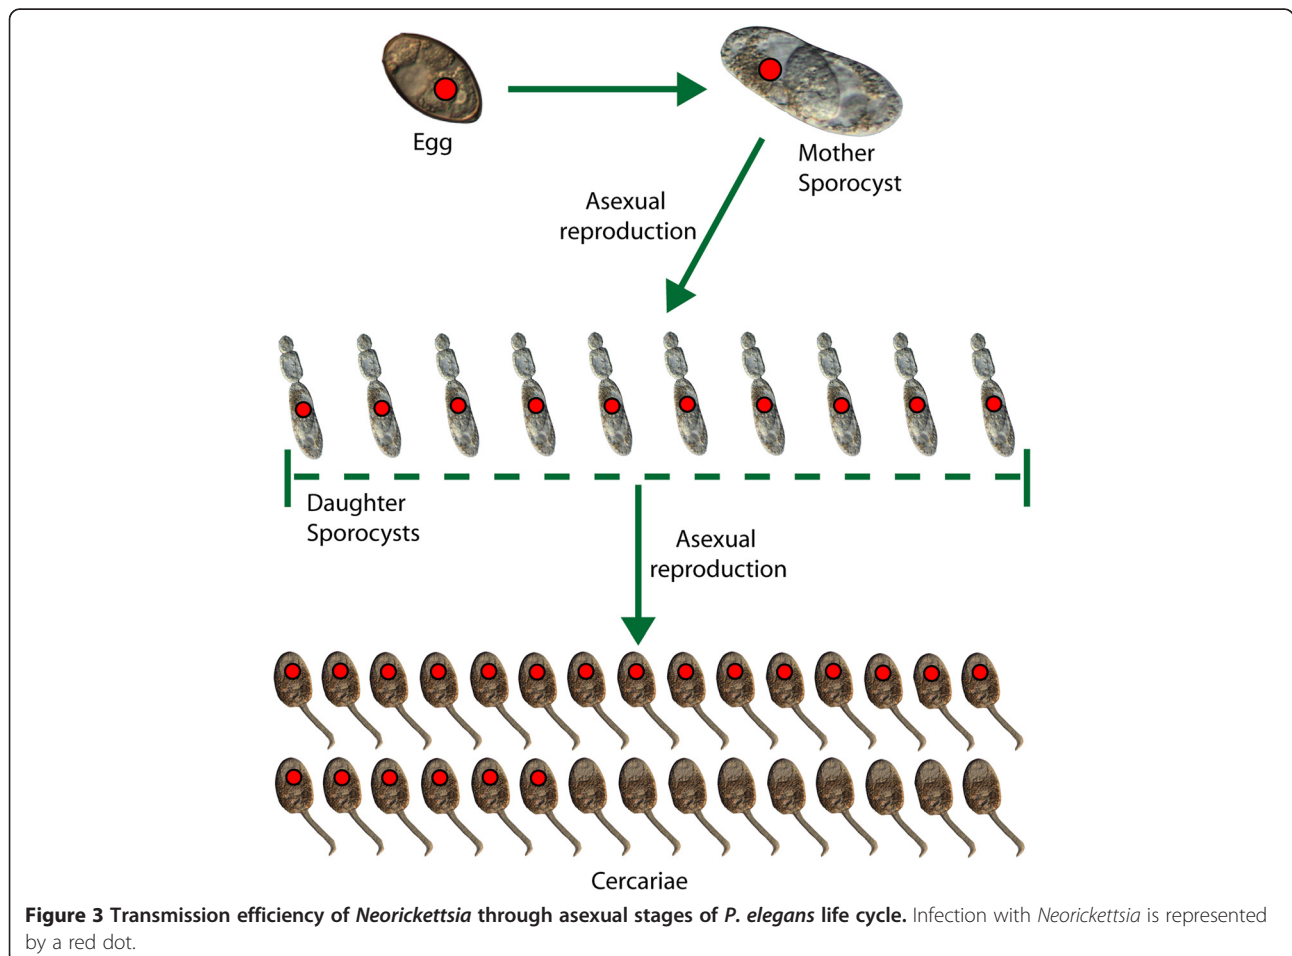 Egg
Mother
Sporocyst
Asexual
reproduction
Daughter
Sporocysts
Asexual
reproduction
Cercariae
Figure 3 Transmission efficiency of Neorickettsia through asexual stages of P. elegans life cycle. Infection with Neorickettsia is represented
by a red dot.